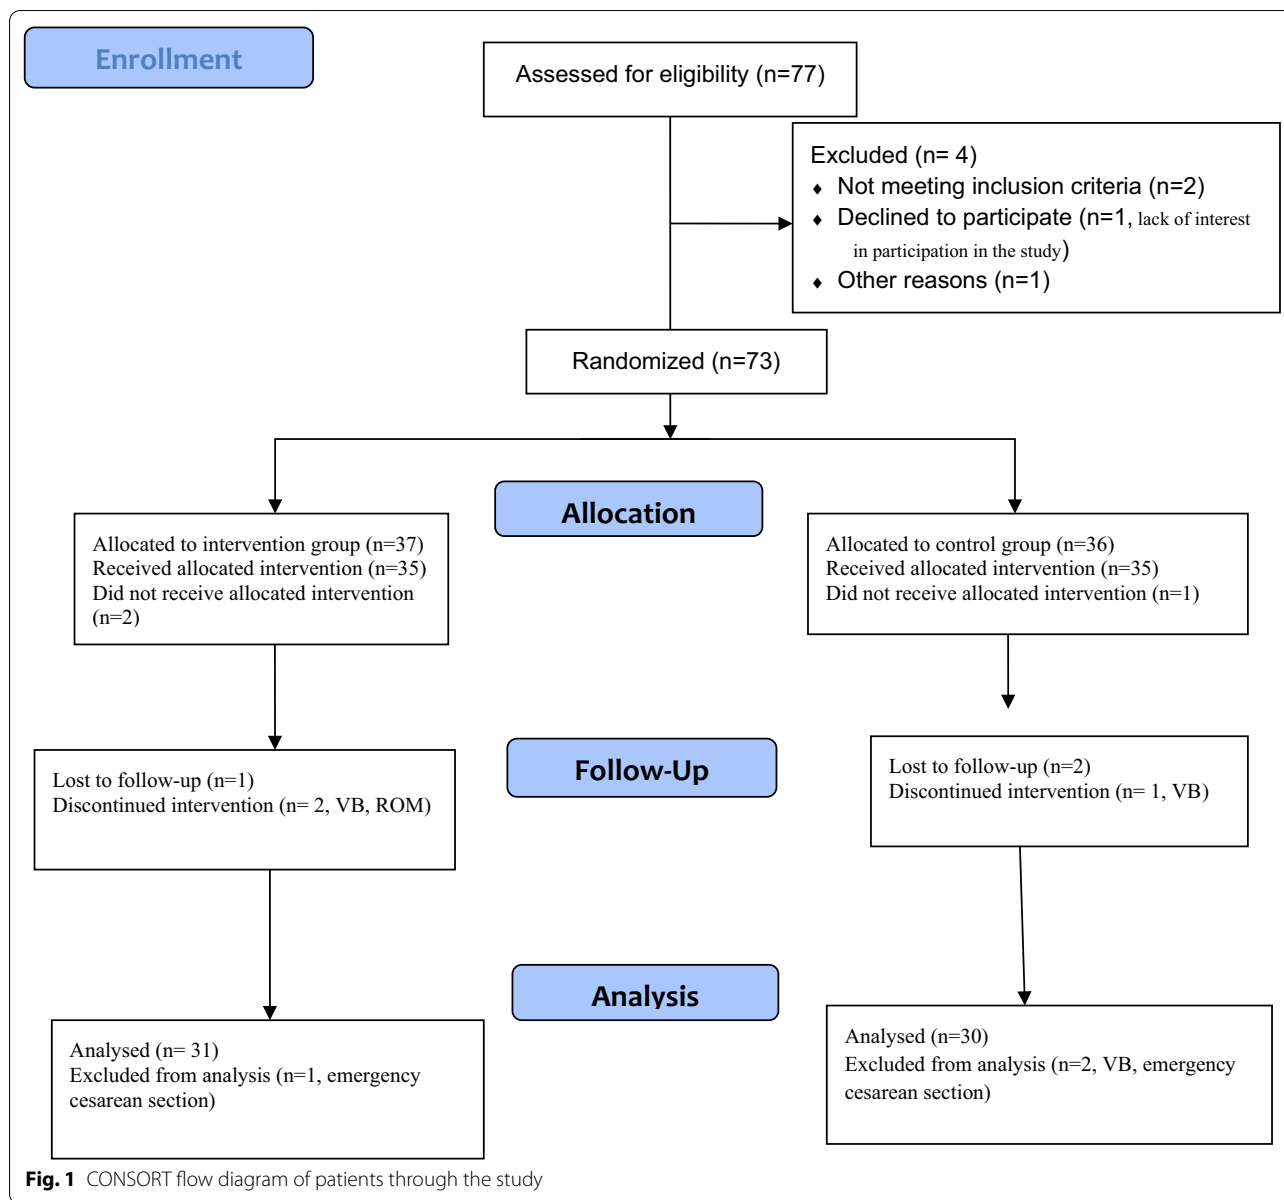 Enrollment
Assessed for eligibility (n=77)
Excluded (n= 4)
♦ Not meeting inclusion criteria (n=2)
♦ Declined to participate (n=1, lack of interest
in participation in the study)
♦ Other reasons (n=1)
Randomized (n=73)
Allocation
Allocated to intervention group (n=37)
Received allocated intervention (n=35)
Did not receive allocated intervention
(n=2)
Allocated to control group (n=36)
Received allocated intervention (n=35)
Did not receive allocated intervention (n=1)
Follow-Up
Lost to follow-up (n=1)
Discontinued intervention (n= 2, VB, ROM)
Lost to follow-up (n=2)
Discontinued intervention (n= 1, VB)
Analysis
Analysed (n= 31)
Excluded from analysis (n=1, emergency
cesarean section)
Analysed (n=30)
Excluded from analysis (n=2, VB, emergency
cesarean section)
Fig. 1 CONSORT flow diagram of patients through the study